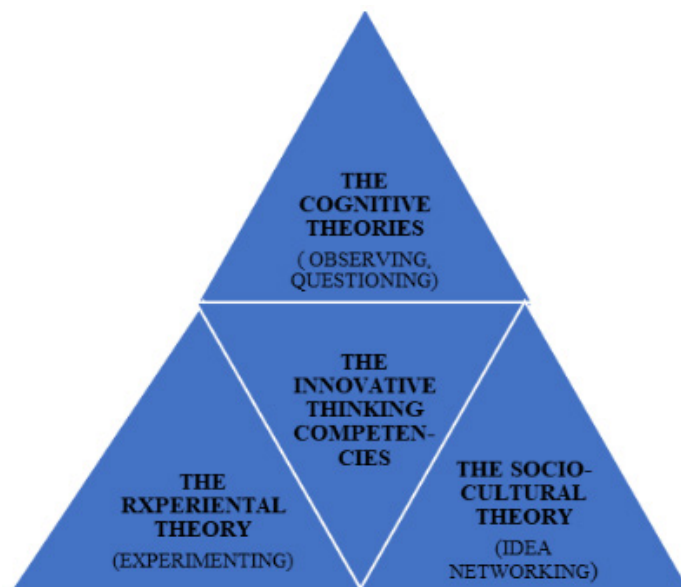 THE
COGNITIVE
THEORIES
( OBSERVING,
QUESTIONING)
THE
INNOVATIVE
THINKING
COMPETEN-
CIES
THE
RXPERIENTAL
THEORY
(EXPERIMENTING)
THE SOCIO-
CULTURAL
THEORY
(IDEA
NETWORKING)